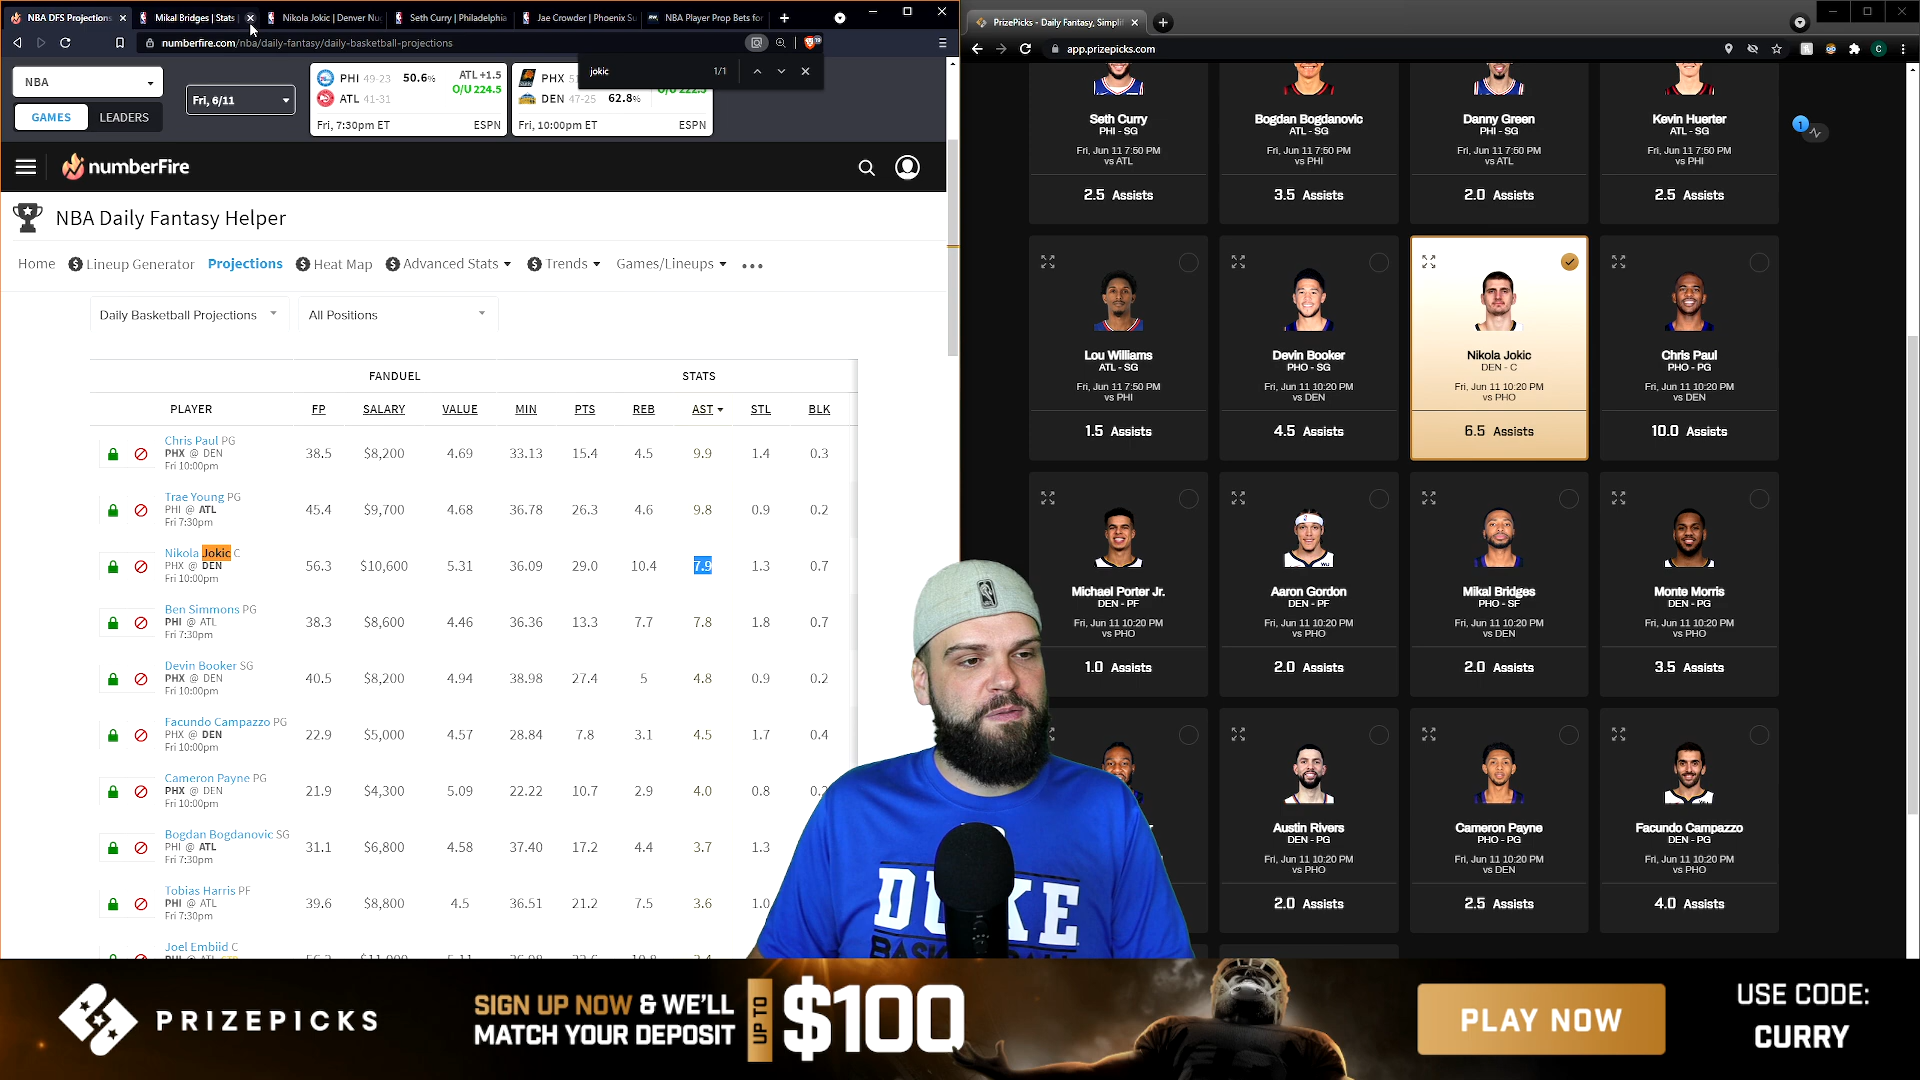 NBA DFS Projections
Mikal Bridges | Stats
Nikola Jokic | Denver Nu
Seth Curry | Philadelphia
Jae Crowder | Phoenix Su
NBA Player Prop Bets for
numberfire.com/nba/daily-fantasy/daily-basketball-projections
jokic 1/1
NBA
Fri, 6/11
GAMES LEADERS
PHI 49-23 50.6% ATL +1.5
O/U 224.5
ATL 41-31
Fri, 7:30pm ET ESPN
PHX
DEN 47-25 62.8%
Fri, 10:00pm ET ESPN
numberFire
NBA Daily Fantasy Helper
Home Lineup Generator Projections Heat Map Advanced Stats Trends Games/Lineups
Daily Basketball Projections All Positions
FANDUEL STATS
PLAYER FP SALARY VALUE MIN PTS REB AST STL BLK
Chris Paul PG
PHX @ DEN 38.5 $8,200 4.69 33.13 15.4 4.5 9.9 1.4 0.3
Fri 10:00pm
Trae Young PG
PHI @ ATL 45.4 $9,700 4.68 36.78 26.3 4.6 9.8 0.9 0.2
Fri 7:30pm
Nikola Jokic C
PHX @ DEN 56.3 $10,600 5.31 36.09 29.0 10.4 7.9 1.3 0.7
Fri 10:00pm
Ben Simmons PG
PHI @ ATL 38.3 $8,600 4.46 36.36 13.3 7.7 7.8 1.8 0.7
Fri 7:30pm
Devin Booker SG
PHX @ DEN 40.5 $8,200 4.94 38.98 27.4 5 4.8 0.9 0.2
Fri 10:00pm
Facundo Campazzo PG
PHX @ DEN 22.9 $5,000 4.57 28.84 7.8 3.1 4.5 1.7 0.4
Fri 10:00pm
Cameron Payne PG
PHX @ DEN 21.9 $4,300 5.09 22.22 10.7 2.9 4.0 0.8
Fri 10:00pm
Bogdan Bogdanovic SG
PHI @ ATL 31.1 $6,800 4.58 37.40 17.2 4.4 3.7 1.3
Fri 7:30pm
Tobias Harris PF
PHI @ ATL 39.6 $8,800 4.5 36.51 21.2 7.5 3.6 1.0
Fri 7:30pm
Joel Embiid C
PrizePicks - Daily Fantasy, Simplif
app.prizepicks.com
C
1
Seth Curry Bogdan Bogdanovic Danny Green Kevin Huerter
PHI - SG ATL - SG PHI - SG ATL - SG
Fri, Jun 11 7:50 PM Fri, Jun 11 7:50 PM Fri, Jun 11 7:50 PM Fri, Jun 11 7:50 PM
vs ATL vs PHI vs ATL vs PHI
2.5 Assists 3.5 Assists 2.0 Assists 2.5 Assists
Lou Williams Devin Booker Nikola Jokic Chris Paul
ATL - SG PHO - SG DEN - C PHO - PG
Fri, Jun 11 7:50 PM Fri, Jun 11 10:20 PM Fri, Jun 11 10:20 PM Fri, Jun 11 10:20 PM
vs PHI vs DEN vs PHO vs DEN
1.5 Assists 4.5 Assists 6.5 Assists 10.0 Assists
Michael Porter Jr. Aaron Gordon Mikal Bridges Monte Morris
DEN - PF DEN - PF PHO - SF DEN - PG
Fri, Jun 11 10:20 PM Fri, Jun 11 10:20 PM Fri, Jun 11 10:20 PM Fri, Jun 11 10:20 PM
vs PHO vs PHO vs DEN vs PHO
1.0 Assists 2.0 Assists 2.0 Assists 3.5 Assists
Austin Rivers Cameron Payne Facundo Campazzo
DEN - PG PHO - PG DEN - PG
Fri, Jun 11 10:20 PM Fri, Jun 11 10:20 PM Fri, Jun 11 10:20 PM
vs PHO vs DEN vs PHO
2.0 Assists 2.5 Assists 4.0 Assists
DUKE
PRIZEPICKS
SIGN UP NOW & WE'LL
MATCH YOUR DEPOSIT
UP TO
$100
PLAY NOW
USE CODE:
CURRY